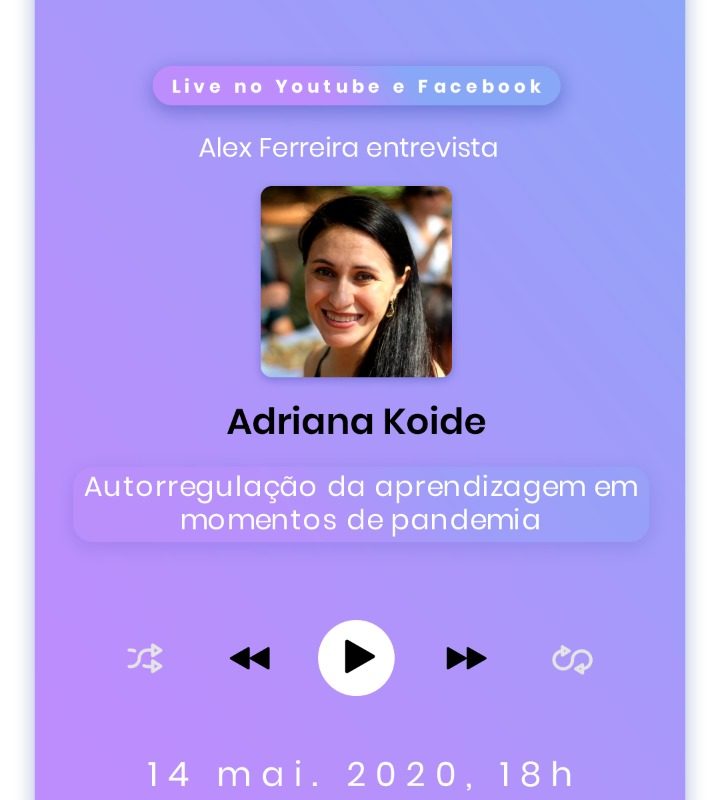 Live no Youtube e Facebook
Alex Ferreira entrevista
Adriana Koide
Autorregulação da aprendizagem em
momentos de pandemia
14 mai. 2020, 18h